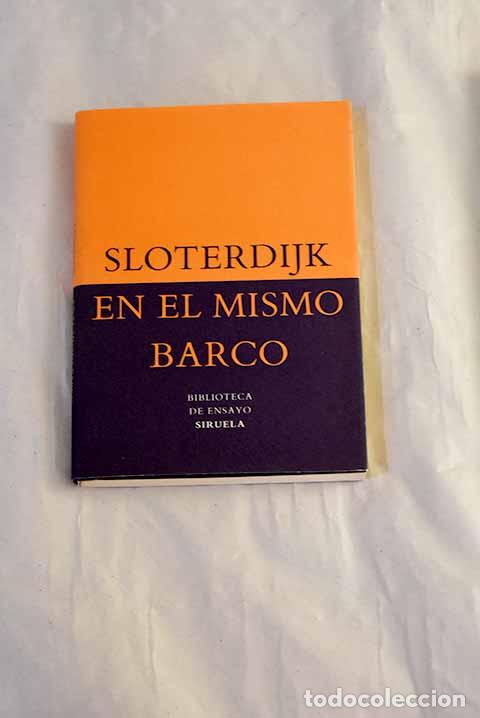 SLOTERDIJK
EN EL MISMO
BARCO
BIBLIOTECA
DE ENSAYO
SIRUELA
todocoleccion